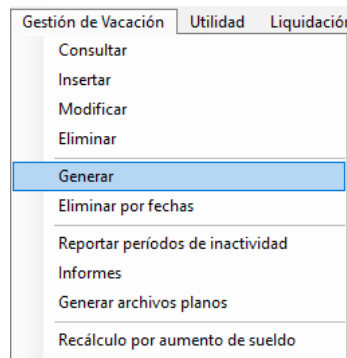 Gestión de Vacación Utilidad Liquidación
Consultar
Insertar
Modificar
Eliminar
Generar
Eliminar por fechas
Reportar períodos de inactividad
Informes
Generar archivos planos
Recálculo por aumento de sueldo